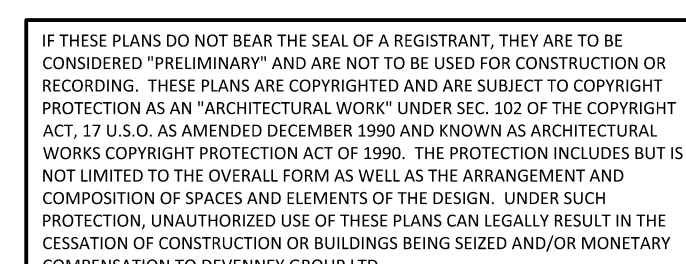 IF THESE PLANS DO NOT BEAR THE SEAL OF A REGISTRANT, THEY ARE TO BE
CONSIDERED "PRELIMINARY" AND ARE NOT TO BE USED FOR CONSTRUCTION OR
RECORDING. THESE PLANS ARE COPYRIGHTED AND ARE SUBJECT TO COPYRIGHT
PROTECTION AS AN "ARCHITECTURAL WORK" UNDER SEC. 102 OF THE COPYRIGHT
ACT, 17 U.S.O. AS AMENDED DECEMBER 1990 AND KNOWN AS ARCHITECTURAL
WORKS COPYRIGHT PROTECTION ACT OF 1990. THE PROTECTION INCLUDES BUT IS
NOT LIMITED TO THE OVERALL FORM AS WELL AS THE ARRANGEMENT AND
COMPOSITION OF SPACES AND ELEMENTS OF THE DESIGN. UNDER SUCH
PROTECTION, UNAUTHORIZED USE OF THESE PLANS CAN LEGALLY RESULT IN THE
CESSATION OF CONSTRUCTION OR BUILDINGS BEING SEIZED AND/OR MONETARY
COMPENSATION TO DEVENNEY GROUP LTD